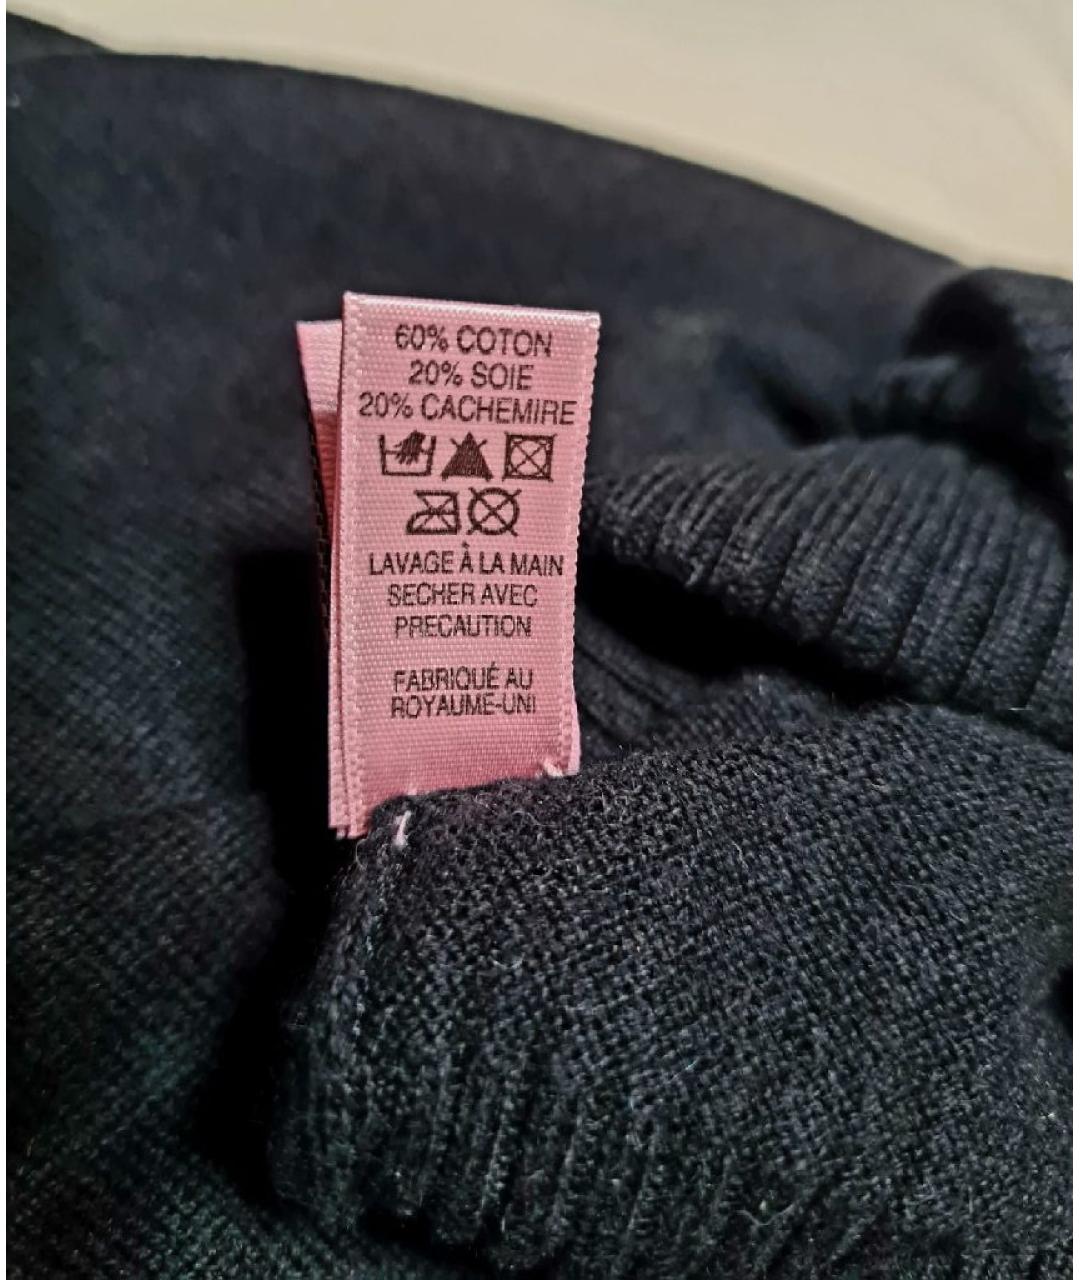 60% COTON
20% SOIE
20% CACHEMIRE
LAVAGE À LA MAIN
SECHER AVEC
PRECAUTION
FABRIQUÉ AU
ROYAUME-UNI